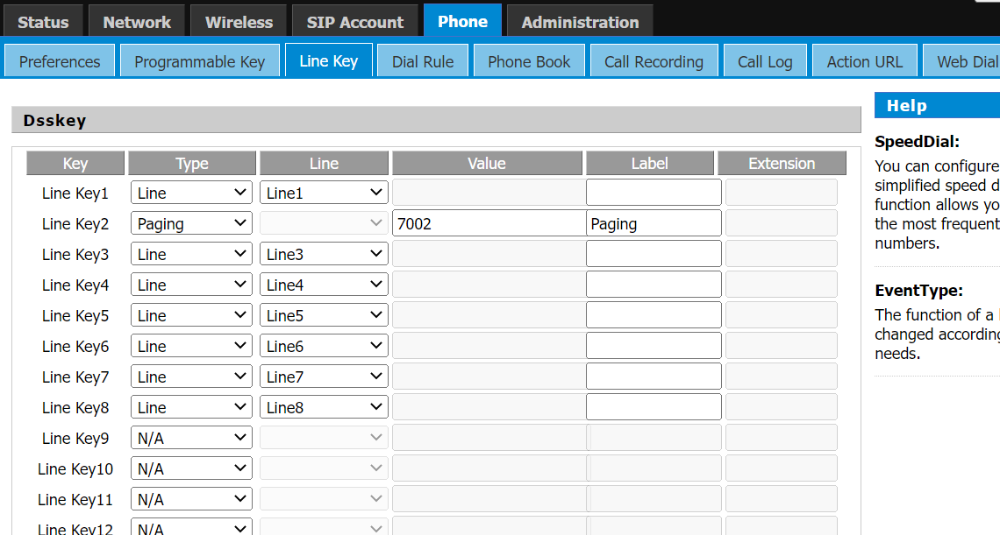 Status Network Wireless SIP Account Phone Administration
Preferences Programmable Key Line Key Dial Rule Phone Book Call Recording Call Log Action URL Web Dial
Dsskey
Key Type Line Value Label Extension
Line Key1 Line Line1
Line Key2 Paging 7002 Paging
Line Key3 Line Line3
Line Key4 Line Line4
Line Key5 Line Line5
Line Key6 Line Line6
Line Key7 Line Line7
Line Key8 Line Line8
Line Key9 N/A
Line Key10 N/A
Line Key11 N/A
Line Key12 N/A
Help
SpeedDial:
You can configure
simplified speed d
function allows yo
the most frequent
numbers.
EventType:
The function of a
changed according
needs.